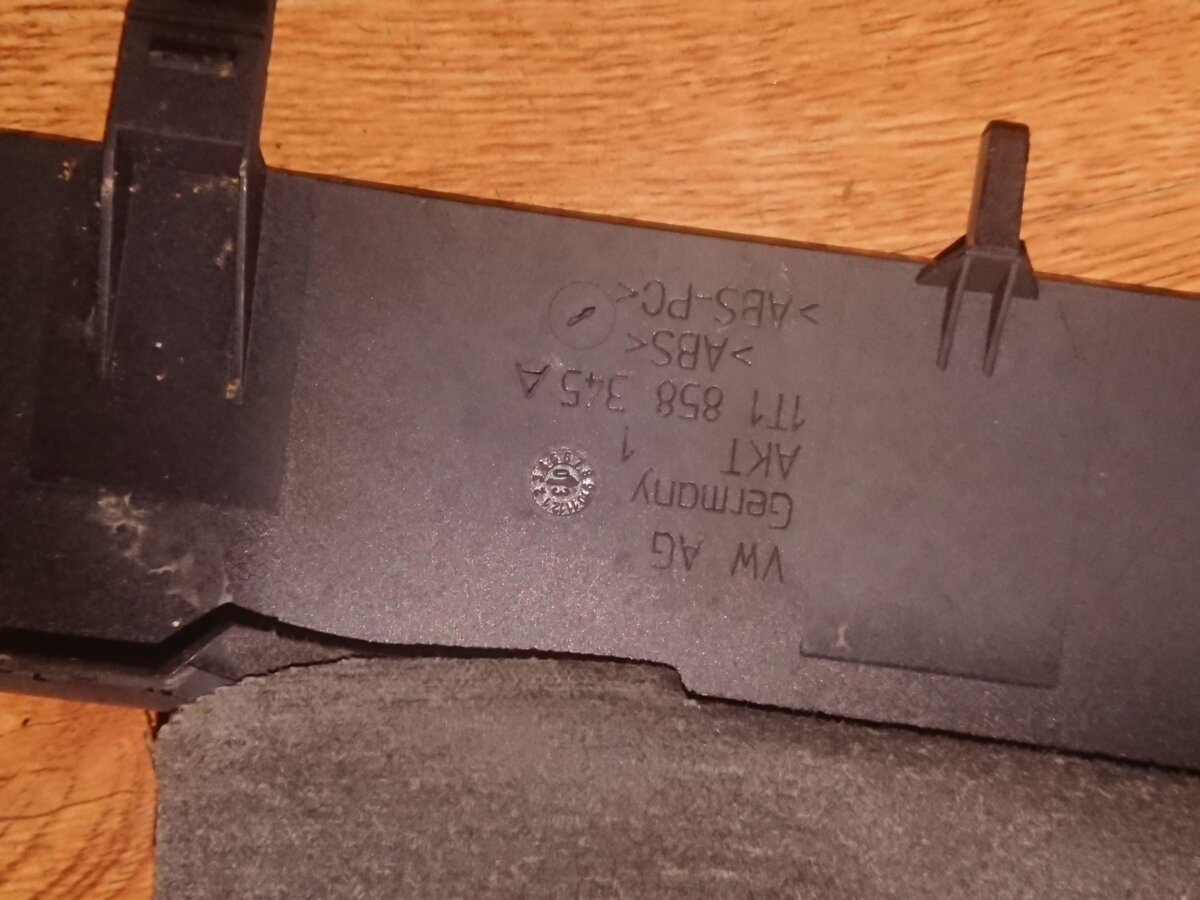 VW AG
Germany
AKT 1
1T1 858 345 A
>ABS<
>ABS-PC<